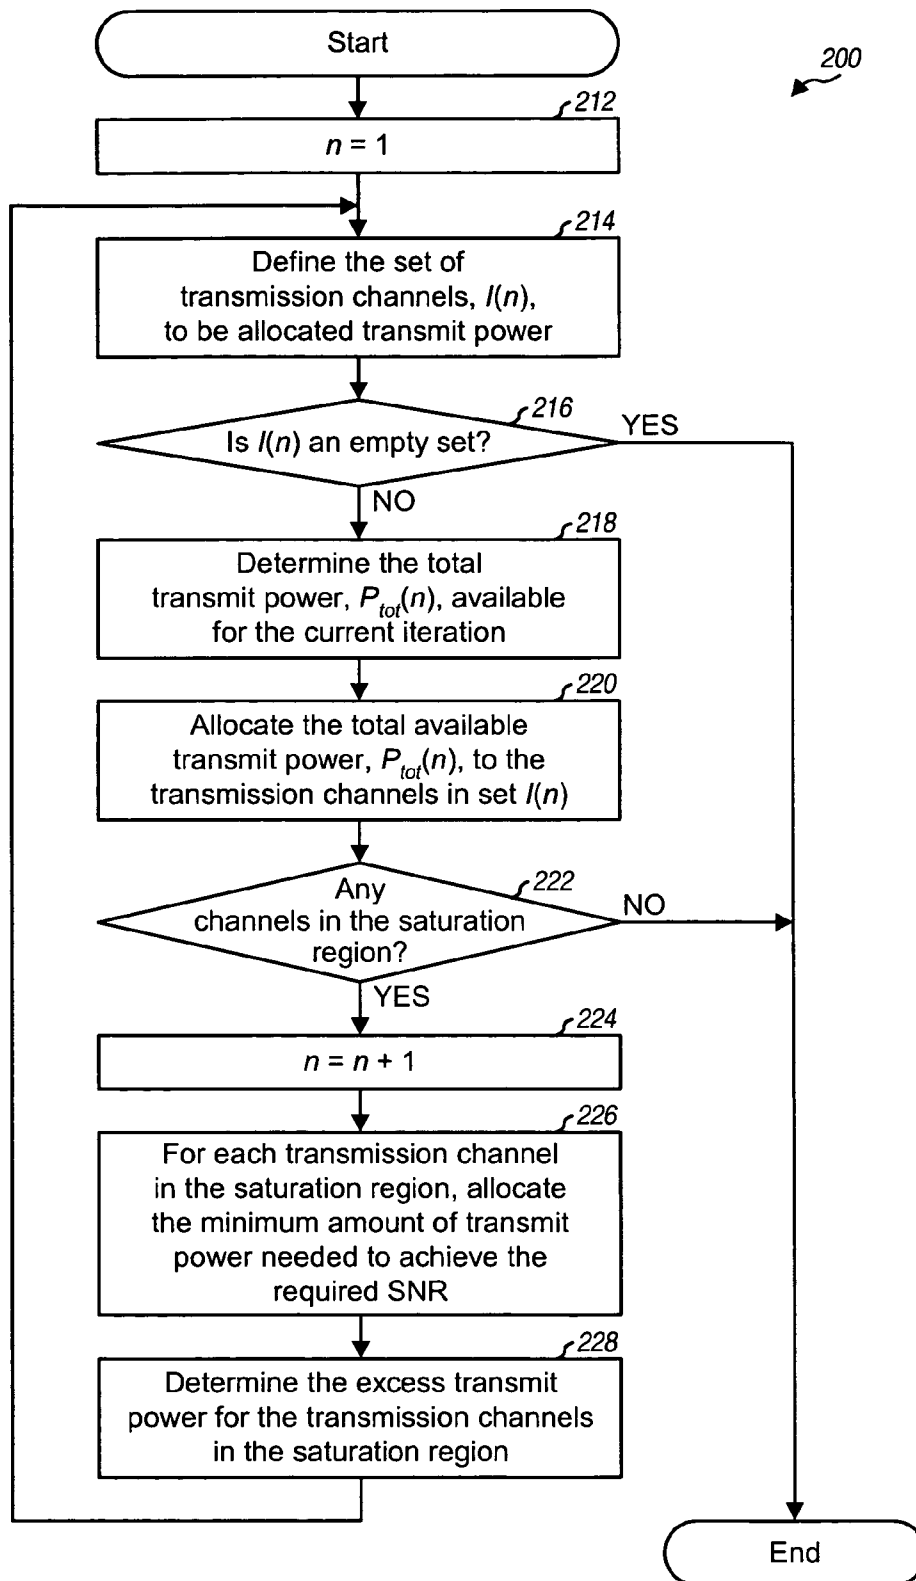 Start
200
212
n = 1
214
Define the set of
transmission channels, I(n),
to be allocated transmit power
216
YES
Is I(n) an empty set?
NO
218
Determine the total
transmit power, Ptot(n), available
for the current iteration
220
Allocate the total available
transmit power, Ptot(n), to the
transmission channels in set I(n)
222
Any
NO
channels in the saturation
region?
YES
224
n = n + 1
226
For each transmission channel
in the saturation region, allocate
the minimum amount of transmit
power needed to achieve the
required SNR
228
Determine the excess transmit
power for the transmission channels
in the saturation region
End